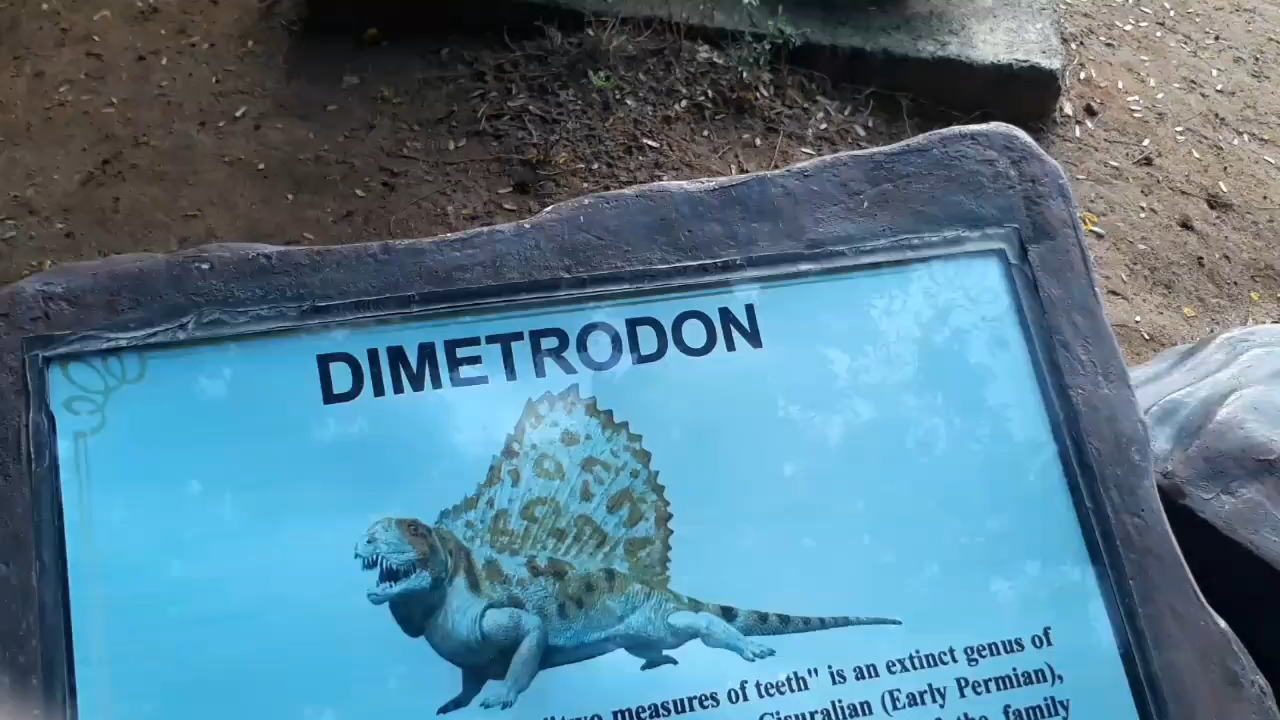 DIMETRODON
measures of teeth" is an extinct genus of
Cisuralian (Early Permian),
the family